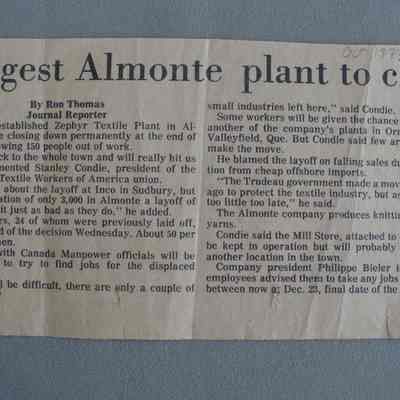 Oct 1977
gest Almonte plant to c
By Ron Thomas
Journal Reporter
established Zephyr Textile Plant in Al-
e closing down permanently at the end of
owing 150 people out of work.
ck to the whole town and will really hit us
mented Stanley Condie, president of the
Textile Workers of America union.
about the layoff at Inco in Sudbury, but
ation of only 3,000 in Almonte a layoff of
it just as bad as they do," he added.
ers, 24 of whom were previously laid off,
d of the decision Wednesday. About 50 per
nen.
with Canada Manpower officials will be
to try to find jobs for the displaced
l be difficult, there are only a couple of
small industries left here," said Condie.
Some workers will be given the chance
another of the company's plants in Orm
Valleyfield, Que. But Condie said few ar
make the move.
He blamed the layoff on falling sales du
tion from cheap offshore imports.
"The Trudeau government made a mov
ago to protect the textile industry, but as
too little too late," he said.
The Almonte company produces knittin
yarns.
Condie said the Mill Store, attached to
be kept in operation but will probably
another location in the town.
Company president Philippe Bieler h
employees advised them to take any jobs
between now a; Dec. 23, final date of the